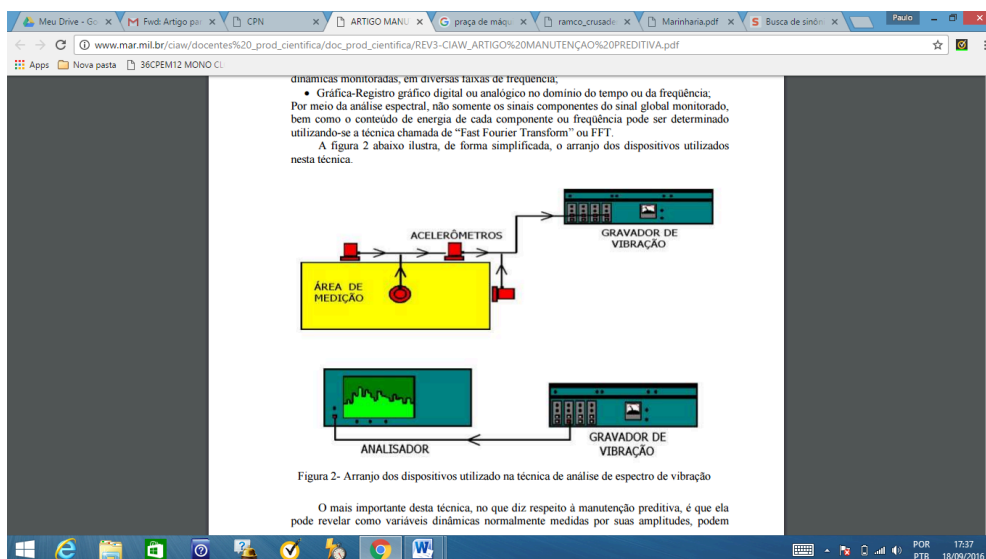 Meu Drive - Go
Fwd: Artigo pa
CPN
ARTIGO MANU
praça de máqu
ramco_crusade
Marinharia.pdf
Busca de sinôn
Paulo
www.mar.mil.br/ciaw/docentes%20_prod_cientifica/doc_prod_cientifica/REV3-CIAW_ARTIGO%20MANUTENÇAO%20PREDITIVA.pdf
Apps Nova pasta 36CPEM12 MONO CL
dinâmicas monitoradas, em diversas faixas de frequência;
• Gráfica-Registro gráfico digital ou analógico no domínio do tempo ou da freqüência;
Por meio da análise espectral, não somente os sinais componentes do sinal global monitorado,
bem como o conteúdo de energia de cada componente ou freqüência pode ser determinado
utilizando-se a técnica chamada de “Fast Fourier Transform” ou FFT.
A figura 2 abaixo ilustra, de forma simplificada, o arranjo dos dispositivos utilizados
nesta técnica.
ACELERÔMETROS
GRAVADOR DE
VIBRAÇÃO
ÁREA DE
MEDIÇÃO
ANALISADOR
GRAVADOR DE
VIBRAÇÃO
Figura 2- Arranjo dos dispositivos utilizado na técnica de análise de espectro de vibração
O mais importante desta técnica, no que diz respeito à manutenção preditiva, é que ela
pode revelar como variáveis dinâmicas normalmente medidas por suas amplitudes, podem
POR
PTB
17:37
18/09/2016